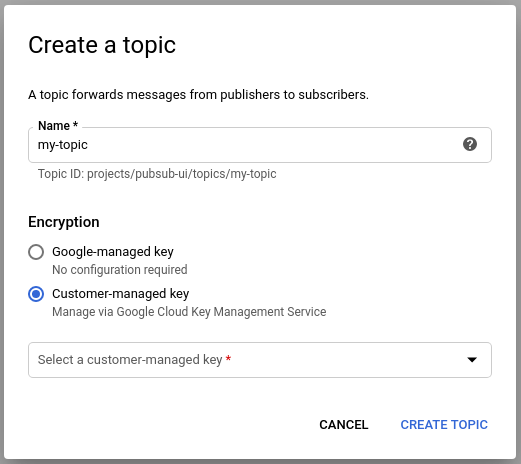 Create a topic
A topic forwards messages from publishers to subscribers.
Name *
my-topic
Topic ID: projects/pubsub-ui/topics/my-topic
Encryption
Google-managed key
No configuration required
Customer-managed key
Manage via Google Cloud Key Management Service
Select a customer-managed key *
CANCEL CREATE TOPIC